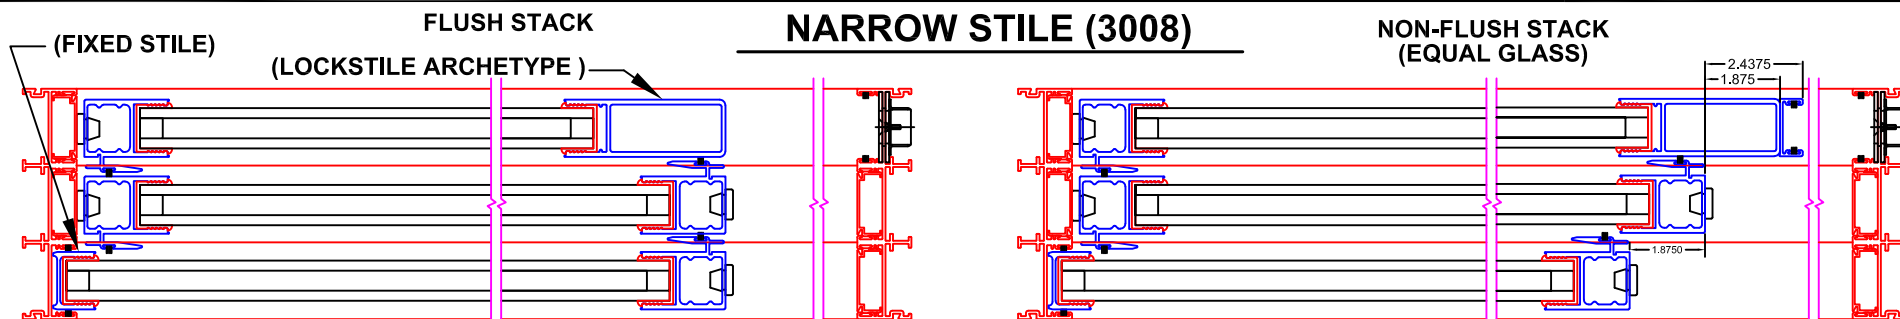 NARROW STILE (3008)
FLUSH STACK
(FIXED STILE)
(LOCKSTILE ARCHETYPE )
NON-FLUSH STACK
(EQUAL GLASS)
2.4375
1.875
1.8750